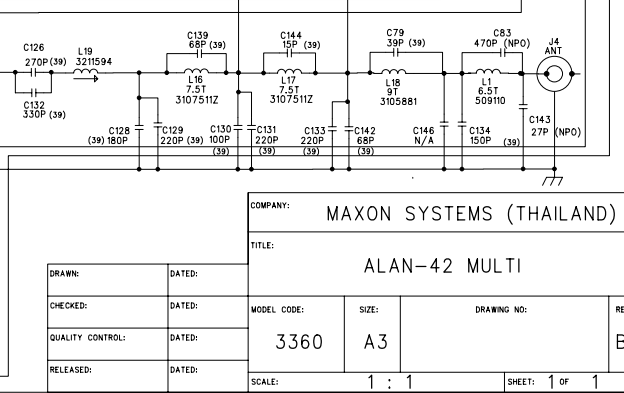 C126
270P (39)
C132
330P (39)
L19
3211594
C139
68P (39)
L16
7.5T
3107511Z
C144
15P (39)
L17
7.5T
3107511Z
C79
39P (39)
L18
9T
3105881
C83
470P (NPO)
L1
6.5T
509110
J4
ANT
C128
(39) 180P
C129
220P (39)
C130
100P
(39)
C131
220P
(39)
C133
220P
(39)
C142
68P
(39)
C146
N/A
C134
150P
(39)
C143
27P (NPO)
COMPANY:
MAXON SYSTEMS (THAILAND)
TITLE:
ALAN-42 MULTI
DRAWN: DATED:
CHECKED: DATED:
QUALITY CONTROL: DATED:
RELEASED: DATED:
MODEL CODE:
3360
SIZE:
A3
DRAWING NO:
RE
B
SCALE: 1 : 1
SHEET: 1 OF 1